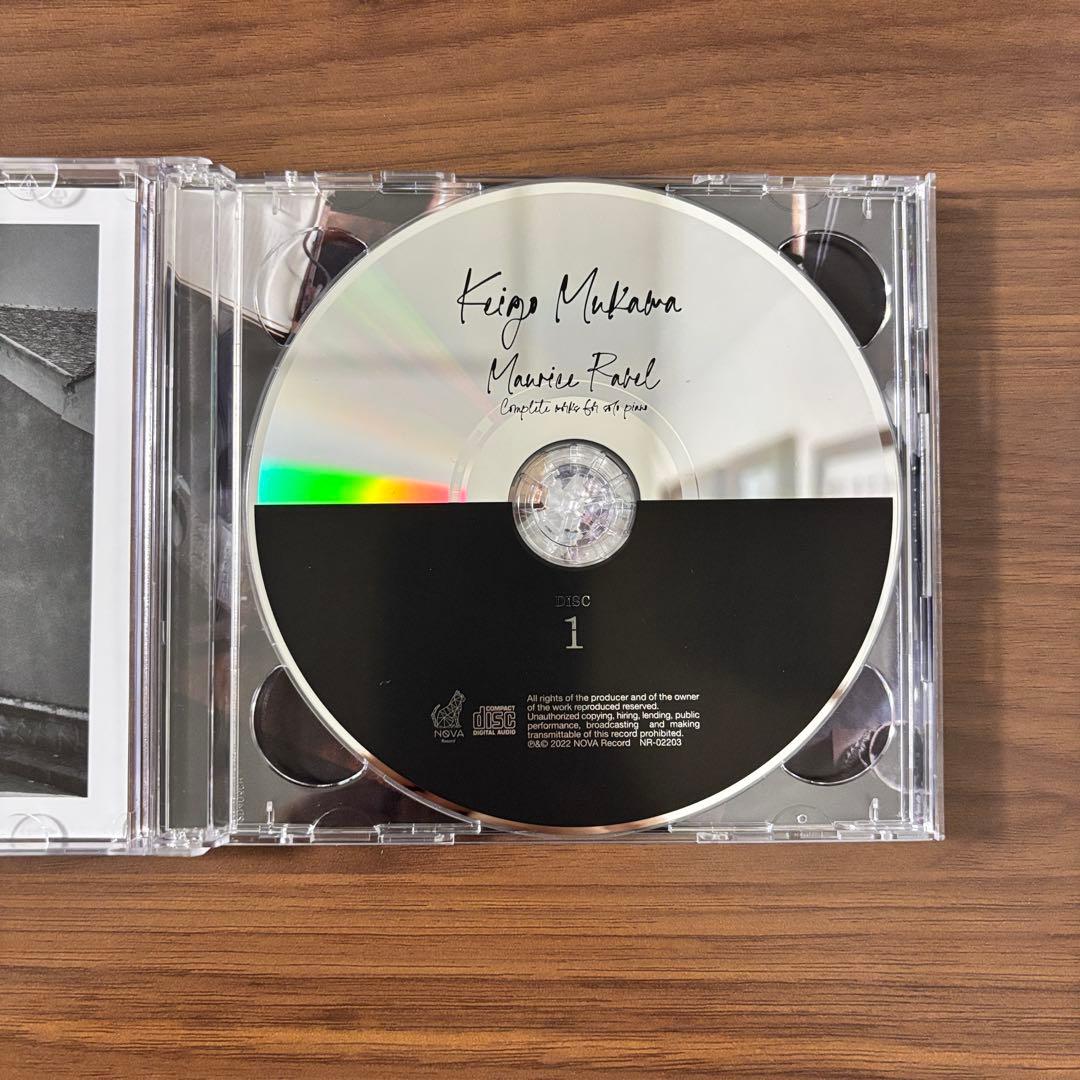 Keigo Mukawa
Maurice Ravel
Complete works for solo piano
DISC
1
NOVA
Record
COMPACT
disc
DIGITAL AUDIO
All rights of the producer and of the owner
of the work reproduced reserved.
Unauthorized copying, hiring, lending, public
performance, broadcasting and making
transmittable of this record prohibited.
℗&© 2022 NOVA Record NR-02203